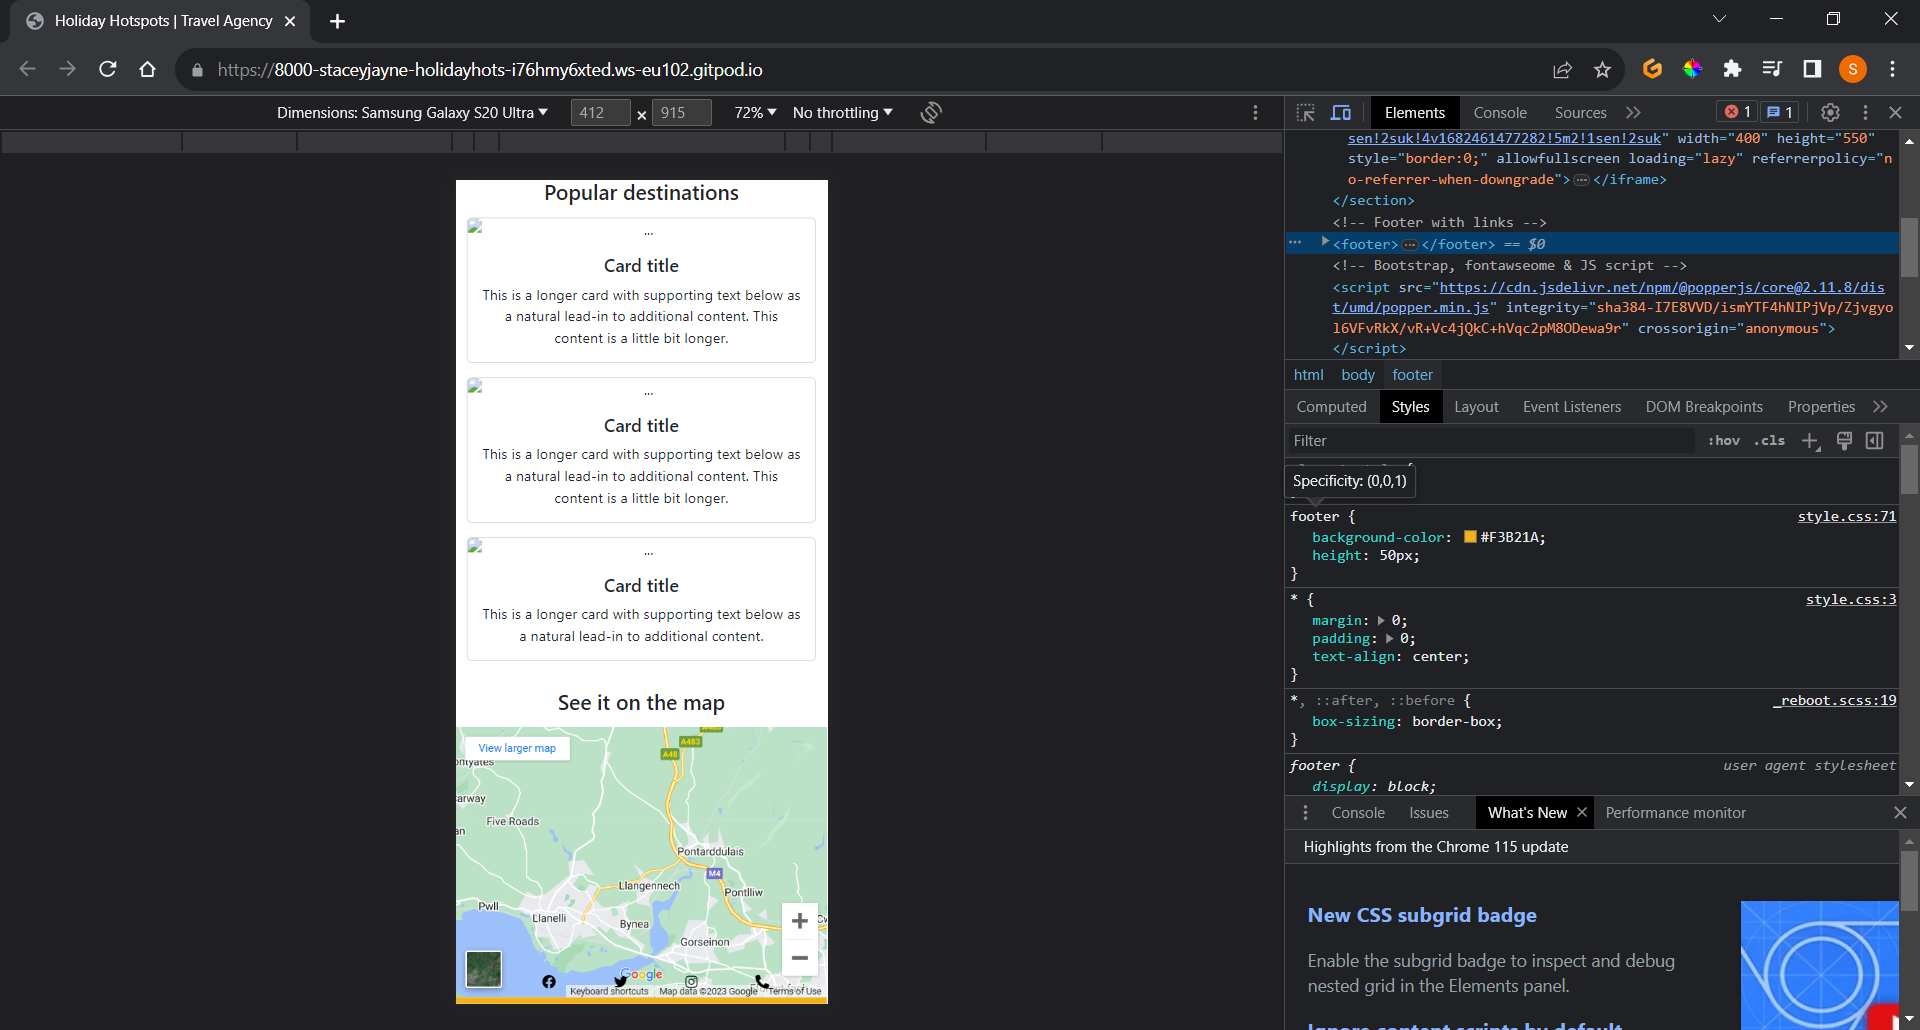 Holiday Hotspots | Travel Agency
https://8000-staceyjayne-holidayhots-i76hmy6xted.ws-eu102.gitpod.io
S
Dimensions: Samsung Galaxy S20 Ultra
412 × 915
72%
No throttling
Popular destinations
...
Card title
This is a longer card with supporting text below as
a natural lead-in to additional content. This
content is a little bit longer.
...
Card title
This is a longer card with supporting text below as
a natural lead-in to additional content. This
content is a little bit longer.
...
Card title
This is a longer card with supporting text below as
a natural lead-in to additional content.
See it on the map
View larger map
A483
A48
Five Roads
Pontarddulais
M4
Llangennech
Pontlliw
Pwll
Llanelli
Bynea
Gorseinon
Google
Keyboard shortcuts
Map data ©2023 Google
Terms of Use
Elements
Console
Sources
1
1
sen!2suk!4v1682461477282!5m2!1sen!2suk" width="400" height="550"
style="border:0;" allowfullscreen loading="lazy" referrerpolicy="n
o-referrer-when-downgrade">…</iframe>
</section>
<!-- Footer with links -->
<footer>…</footer> == $0
<!-- Bootstrap, fontawseome & JS script -->
<script src="https://cdn.jsdelivr.net/npm/@popperjs/core@2.11.8/dis
t/umd/popper.min.js" integrity="sha384-I7E8VVD/ismYTF4hNIPjVp/Zjvgyo
l6VFvRkX/vR+Vc4jQkC+hVqc2pM8ODewa9r" crossorigin="anonymous">
</script>
html body footer
Computed
Styles
Layout
Event Listeners
DOM Breakpoints
Properties
Filter
:hov .cls
Specificity: (0,0,1)
footer {
style.css:71
background-color: #F3B21A;
height: 50px;
}
* {
style.css:3
margin: 0;
padding: 0;
text-align: center;
}
*, ::after, ::before {
_reboot.scss:19
box-sizing: border-box;
}
footer {
user agent stylesheet
display: block;
Console
Issues
What's New
Performance monitor
Highlights from the Chrome 115 update
New CSS subgrid badge
Enable the subgrid badge to inspect and debug
nested grid in the Elements panel.
Ignore content scripts by default